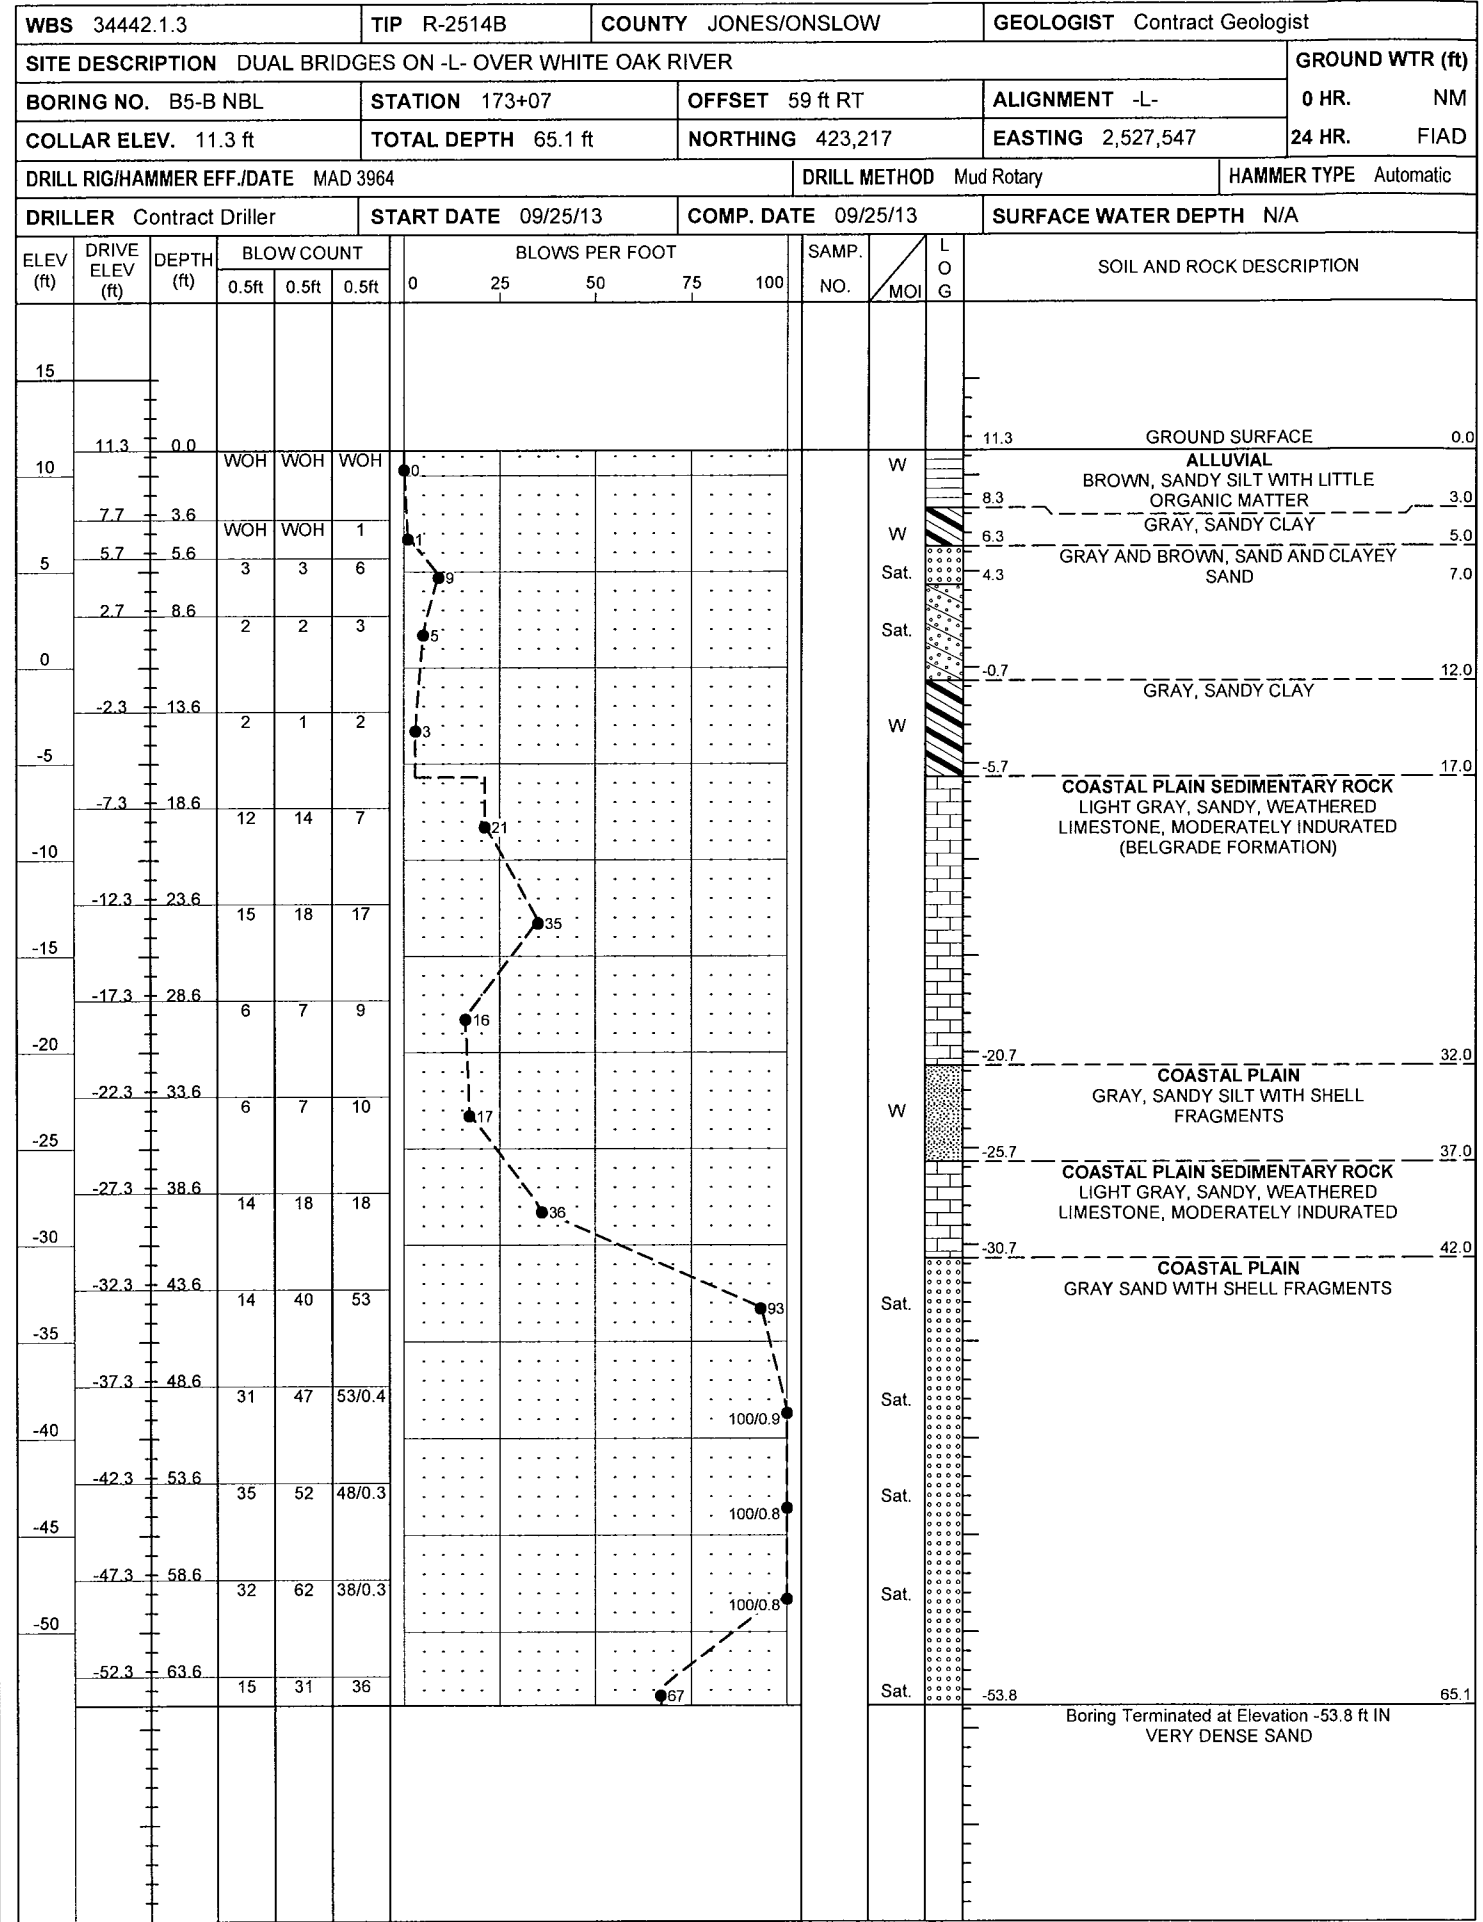 WBS 34442.1.3 TIP R-2514B COUNTY JONES/ONSLOW GEOLOGIST Contract Geologist
SITE DESCRIPTION DUAL BRIDGES ON -L- OVER WHITE OAK RIVER GROUND WTR (ft)
BORING NO. B5-B NBL STATION 173+07 OFFSET 59 ft RT ALIGNMENT -L- 0 HR. NM
COLLAR ELEV. 11.3 ft TOTAL DEPTH 65.1 ft NORTHING 423,217 EASTING 2,527,547 24 HR. FIAD
DRILL RIG/HAMMER EFF./DATE MAD 3964 DRILL METHOD Mud Rotary HAMMER TYPE Automatic
DRILLER Contract Driller START DATE 09/25/13 COMP. DATE 09/25/13 SURFACE WATER DEPTH N/A
ELEV (ft) DRIVE ELEV (ft) DEPTH (ft) BLOW COUNT BLOWS PER FOOT SAMP. NO. MOI LOG SOIL AND ROCK DESCRIPTION
0.5ft 0.5ft 0.5ft 0 25 50 75 100
15
11.3 0.0 11.3 GROUND SURFACE 0.0
10 WOH WOH WOH 0 W ALLUVIAL
BROWN, SANDY SILT WITH LITTLE
8.3 ORGANIC MATTER 3.0
7.7 3.6 GRAY, SANDY CLAY
WOH WOH 1 1 W 6.3 5.0
5.7 5.6 GRAY AND BROWN, SAND AND CLAYEY
5 3 3 6 9 Sat. 4.3 SAND 7.0
2.7 8.6
2 2 3 5 Sat.
0
-0.7 12.0
GRAY, SANDY CLAY
-2.3 13.6
2 1 2 3 W
-5
-5.7 17.0
COASTAL PLAIN SEDIMENTARY ROCK
-7.3 18.6 LIGHT GRAY, SANDY, WEATHERED
12 14 7 21 LIMESTONE, MODERATELY INDURATED
-10 (BELGRADE FORMATION)
-12.3 23.6
15 18 17 35
-15
-17.3 28.6
6 7 9 16
-20
-20.7 32.0
COASTAL PLAIN
-22.3 33.6 GRAY, SANDY SILT WITH SHELL
6 7 10 17 W FRAGMENTS
-25
-25.7 37.0
COASTAL PLAIN SEDIMENTARY ROCK
-27.3 38.6 LIGHT GRAY, SANDY, WEATHERED
14 18 18 36 LIMESTONE, MODERATELY INDURATED
-30
-30.7 42.0
COASTAL PLAIN
-32.3 43.6 GRAY SAND WITH SHELL FRAGMENTS
14 40 53 93 Sat.
-35
-37.3 48.6
31 47 53/0.4 100/0.9 Sat.
-40
-42.3 53.6
35 52 48/0.3 100/0.8 Sat.
-45
-47.3 58.6
32 62 38/0.3 100/0.8 Sat.
-50
-52.3 63.6
15 31 36 67 Sat. -53.8 65.1
Boring Terminated at Elevation -53.8 ft IN
VERY DENSE SAND